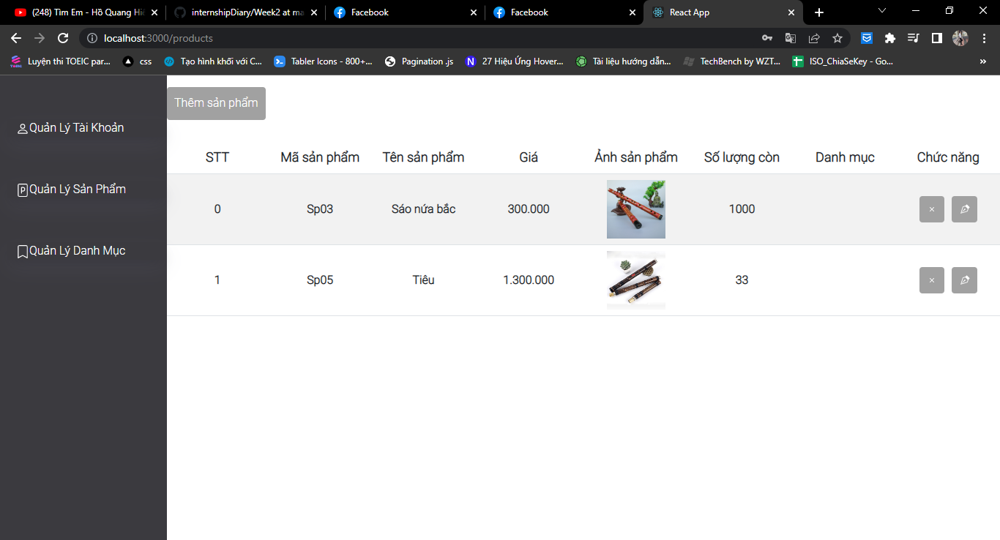 (248) Tìm Em - Hồ Quang Hiế
internshipDiary/Week2 at ma
Facebook
Facebook
React App
localhost:3000/products
Luyện thi TOEIC par...
css
Tạo hình khối với C...
Tabler Icons - 800+...
Pagination .js
27 Hiệu Ứng Hover...
Tài liệu hướng dẫn...
TechBench by WZT...
ISO_ChiaSeKey - Go...
Quản Lý Tài Khoản
Quản Lý Sản Phẩm
Quản Lý Danh Mục
Thêm sản phẩm
STT Mã sản phẩm Tên sản phẩm Giá Ảnh sản phẩm Số lượng còn Danh mục Chức năng
0 Sp03 Sáo nứa bắc 300.000 1000
1 Sp05 Tiêu 1.300.000 33